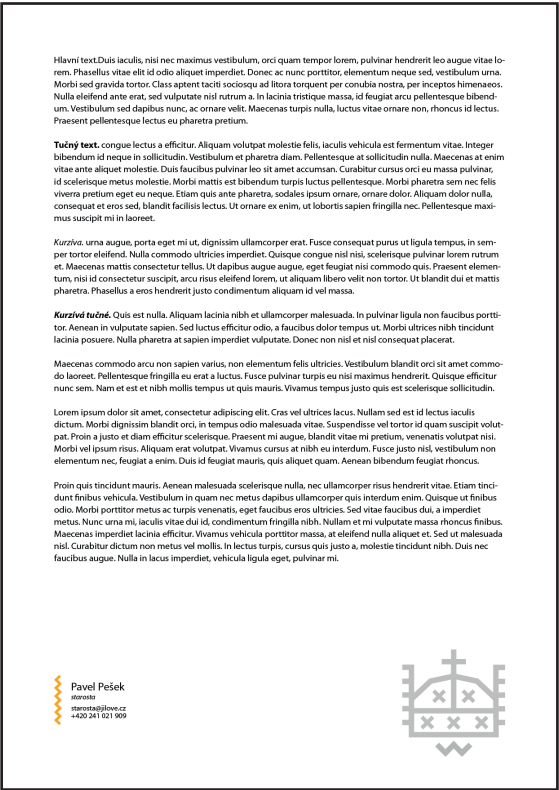 Hlavní text.Duis iaculis, nisi nec maximus vestibulum, orci quam tempor lorem, pulvinar hendrerit leo augue vitae lo-
rem. Phasellus vitae elit id odio aliquet imperdiet. Donec ac nunc porttitor, elementum neque sed, vestibulum urna.
Morbi sed gravida tortor. Class aptent taciti sociosqu ad litora torquent per conubia nostra, per inceptos himenaeos.
Nulla eleifend ante erat, sed vulputate nisl rutrum a. In lacinia tristique massa, id feugiat arcu pellentesque bibend-
um. Vestibulum sed dapibus nunc, ac ornare velit. Maecenas turpis nulla, luctus vitae ornare non, rhoncus id lectus.
Praesent pellentesque lectus eu pharetra pretium.
Tučný text. congue lectus a efficitur. Aliquam volutpat molestie felis, iaculis vehicula est fermentum vitae. Integer
bibendum id neque in sollicitudin. Vestibulum et pharetra diam. Pellentesque at sollicitudin nulla. Maecenas at enim
vitae ante aliquet molestie. Duis faucibus pulvinar leo sit amet accumsan. Curabitur cursus orci eu massa pulvinar,
id scelerisque metus molestie. Morbi mattis est bibendum turpis luctus pellentesque. Morbi pharetra sem nec felis
viverra pretium eget eu neque. Etiam quis ante pharetra, sodales ipsum ornare, ornare dolor. Aliquam dolor nulla,
consequat et eros sed, blandit facilisis lectus. Ut ornare ex enim, ut lobortis sapien fringilla nec. Pellentesque maxi-
mus suscipit mi in laoreet.
Kurzíva. urna augue, porta eget mi ut, dignissim ullamcorper erat. Fusce consequat purus ut ligula tempus, in sem-
per tortor eleifend. Nulla commodo ultricies imperdiet. Quisque congue nisl nisi, scelerisque pulvinar lorem rutrum
et. Maecenas mattis consectetur tellus. Ut dapibus augue augue, eget feugiat nisi commodo quis. Praesent elemen-
tum, nisi id consectetur suscipit, arcu risus eleifend lorem, ut aliquam libero velit non tortor. Ut blandit dui et mattis
pharetra. Phasellus a eros hendrerit justo condimentum aliquam id vel massa.
Kurzívá tučné. Quis est nulla. Aliquam lacinia nibh et ullamcorper malesuada. In pulvinar ligula non faucibus portti-
tor. Aenean in vulputate sapien. Sed luctus efficitur odio, a faucibus dolor tempus ut. Morbi ultrices nibh tincidunt
lacinia posuere. Nulla pharetra at sapien imperdiet vulputate. Donec non nisl et nisl consequat placerat.
Maecenas commodo arcu non sapien varius, non elementum felis ultricies. Vestibulum blandit orci sit amet commo-
do laoreet. Pellentesque fringilla eu erat a luctus. Fusce pulvinar turpis eu nisi maximus hendrerit. Quisque efficitur
nunc sem. Nam et est et nibh mollis tempus ut quis mauris. Vivamus tempus justo quis est scelerisque sollicitudin.
Lorem ipsum dolor sit amet, consectetur adipiscing elit. Cras vel ultrices lacus. Nullam sed est id lectus iaculis
dictum. Morbi dignissim blandit orci, in tempus odio malesuada vitae. Suspendisse vel tortor id quam suscipit volut-
pat. Proin a justo et diam efficitur scelerisque. Praesent mi augue, blandit vitae mi pretium, venenatis volutpat nisi.
Morbi vel ipsum risus. Aliquam erat volutpat. Vivamus cursus at nibh eu interdum. Fusce justo nisl, vestibulum non
elementum nec, feugiat a enim. Duis id feugiat mauris, quis aliquet quam. Aenean bibendum feugiat rhoncus.
Proin quis tincidunt mauris. Aenean malesuada scelerisque nulla, nec ullamcorper risus hendrerit vitae. Etiam tinci-
dunt finibus vehicula. Vestibulum in quam nec metus dapibus ullamcorper quis interdum enim. Quisque ut finibus
odio. Morbi porttitor metus ac turpis venenatis, eget faucibus eros ultricies. Sed vitae faucibus dui, a imperdiet
metus. Nunc urna mi, iaculis vitae dui id, condimentum fringilla nibh. Nullam et mi vulputate massa rhoncus finibus.
Maecenas imperdiet lacinia efficitur. Vivamus vehicula porttitor massa, at eleifend nulla aliquet et. Sed ut malesuada
nisl. Curabitur dictum non metus vel mollis. In lectus turpis, cursus quis justo a, molestie tincidunt nibh. Duis nec
faucibus augue. Nulla in lacus imperdiet, vehicula ligula eget, pulvinar mi.
Pavel Pešek
starosta
starosta@jilove.cz
+420 241 021 909